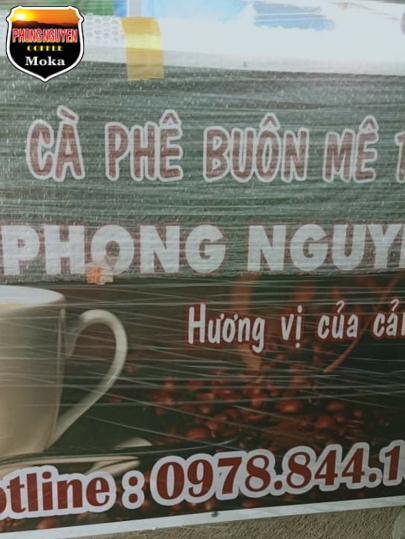 PHONG NGUYEN
COFFEE
Moka
CÀ PHÊ BUÔN MÊ
PHONG NGUY
Hương vị của cả
otline : 0978.844.1